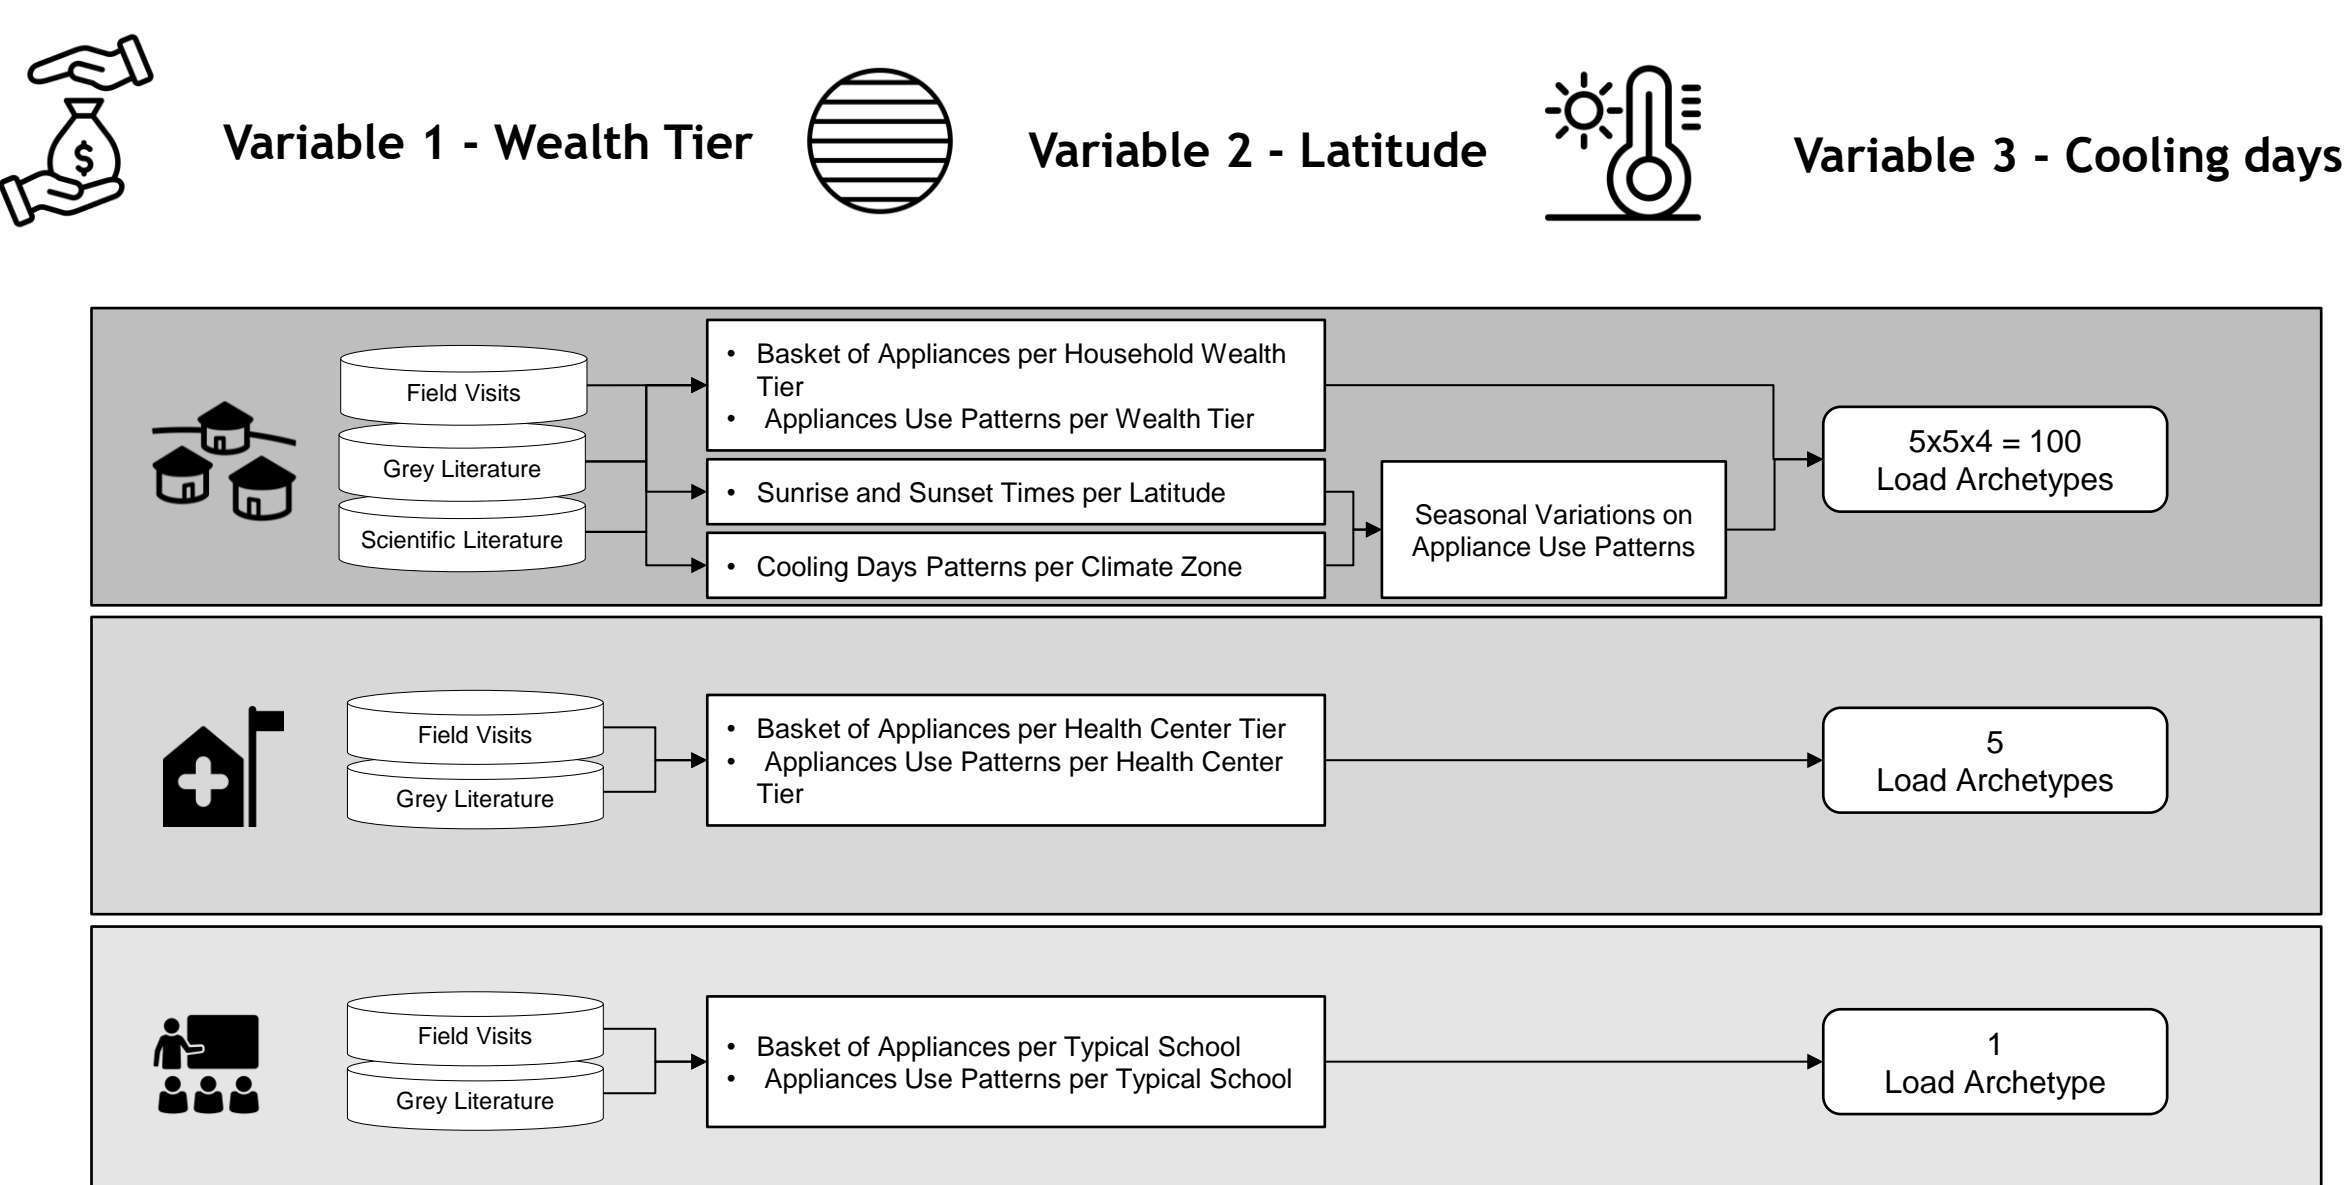 Variable 1 - Wealth Tier
Variable 2 - Latitude
Variable 3 - Cooling days
$
Field Visits
Grey Literature
Scientific Literature
• Basket of Appliances per Household Wealth
Tier
• Appliances Use Patterns per Wealth Tier
• Sunrise and Sunset Times per Latitude
• Cooling Days Patterns per Climate Zone
Seasonal Variations on
Appliance Use Patterns
5x5x4 = 100
Load Archetypes
Field Visits
Grey Literature
• Basket of Appliances per Health Center Tier
• Appliances Use Patterns per Health Center
Tier
5
Load Archetypes
Field Visits
Grey Literature
• Basket of Appliances per Typical School
• Appliances Use Patterns per Typical School
1
Load Archetype